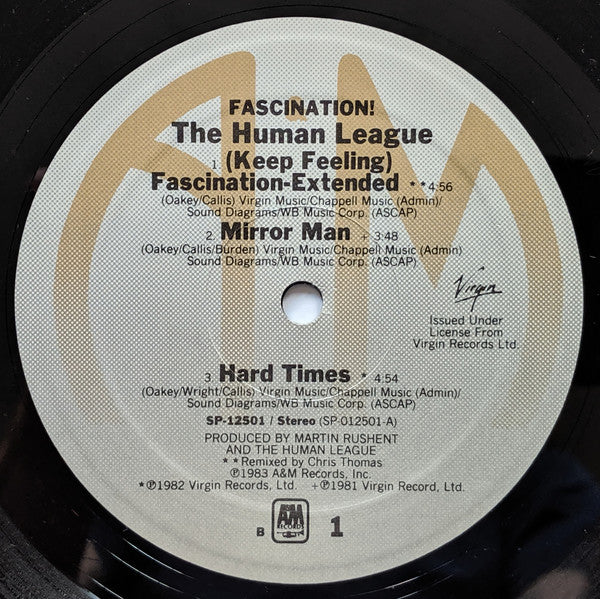 FASCINATION!
The Human League
1. (Keep Feeling)
Fascination-Extended **4:56
(Oakey/Callis) Virgin Music/Chappell Music (Admin)/
Sound Diagrams/WB Music Corp. (ASCAP)
2. Mirror Man + 3:48
(Oakey/Callis/Burden) Virgin Music/Chappell Music (Admin)
Sound Diagrams/WB Music Corp. (ASCAP)
Virgin
Issued Under
License From
Virgin Records Ltd.
3. Hard Times * 4:54
(Oakey/Wright/Callis) Virgin Music/Chappell Music (Admin)/
Sound Diagrams/WB Music Corp. (ASCAP)
SP-12501 / Stereo (SP-012501-A)
PRODUCED BY MARTIN RUSHENT
AND THE HUMAN LEAGUE
**Remixed by Chris Thomas
℗1983 A&M Records, Inc.
*℗1982 Virgin Records, Ltd. +℗1981 Virgin Record, Ltd.
B A&M RECORDS 1